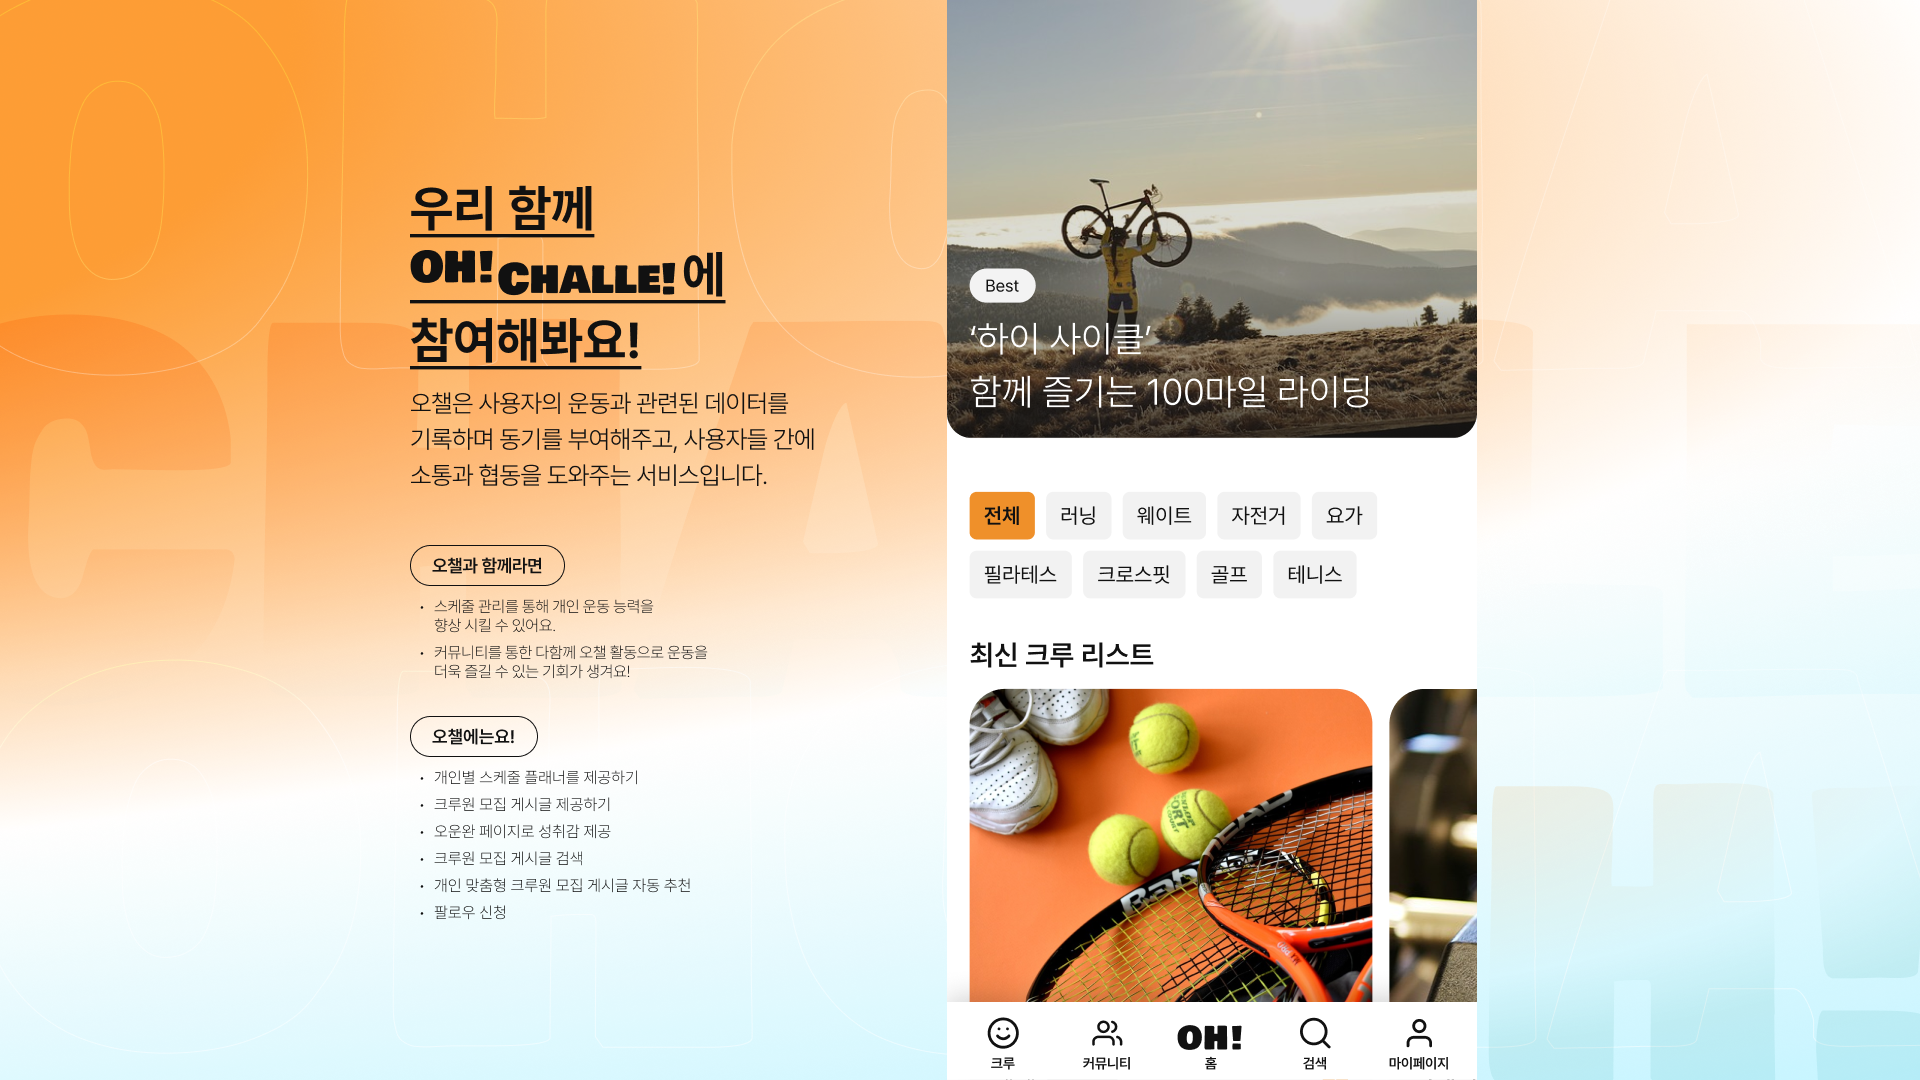 우리 함께
OH! CHALLE!에
참여해봐요!
오챌은 사용자의 운동과 관련된 데이터를
기록하며 동기를 부여해주고, 사용자들 간에
소통과 협동을 도와주는 서비스입니다.
오챌과 함께라면
• 스케줄 관리를 통해 개인 운동 능력을
향상 시킬 수 있어요.
• 커뮤니티를 통한 다함께 오챌 활동으로 운동을
더욱 즐길 수 있는 기회가 생겨요!
오챌에는요!
• 개인별 스케줄 플래너를 제공하기
• 크루원 모집 게시글 제공하기
• 오운완 페이지로 성취감 제공
• 크루원 모집 게시글 검색
• 개인 맞춤형 크루원 모집 게시글 자동 추천
• 팔로우 신청
Best
‘하이 사이클’
함께 즐기는 100마일 라이딩
전체 러닝 웨이트 자전거 요가
필라테스 크로스핏 골프 테니스
최신 크루 리스트
Bab
크루 커뮤니티 OH! 홈 검색 마이페이지